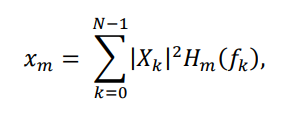 x_m = \sum_{k=0}^{N-1} |X_k|^2 H_m(f_k),